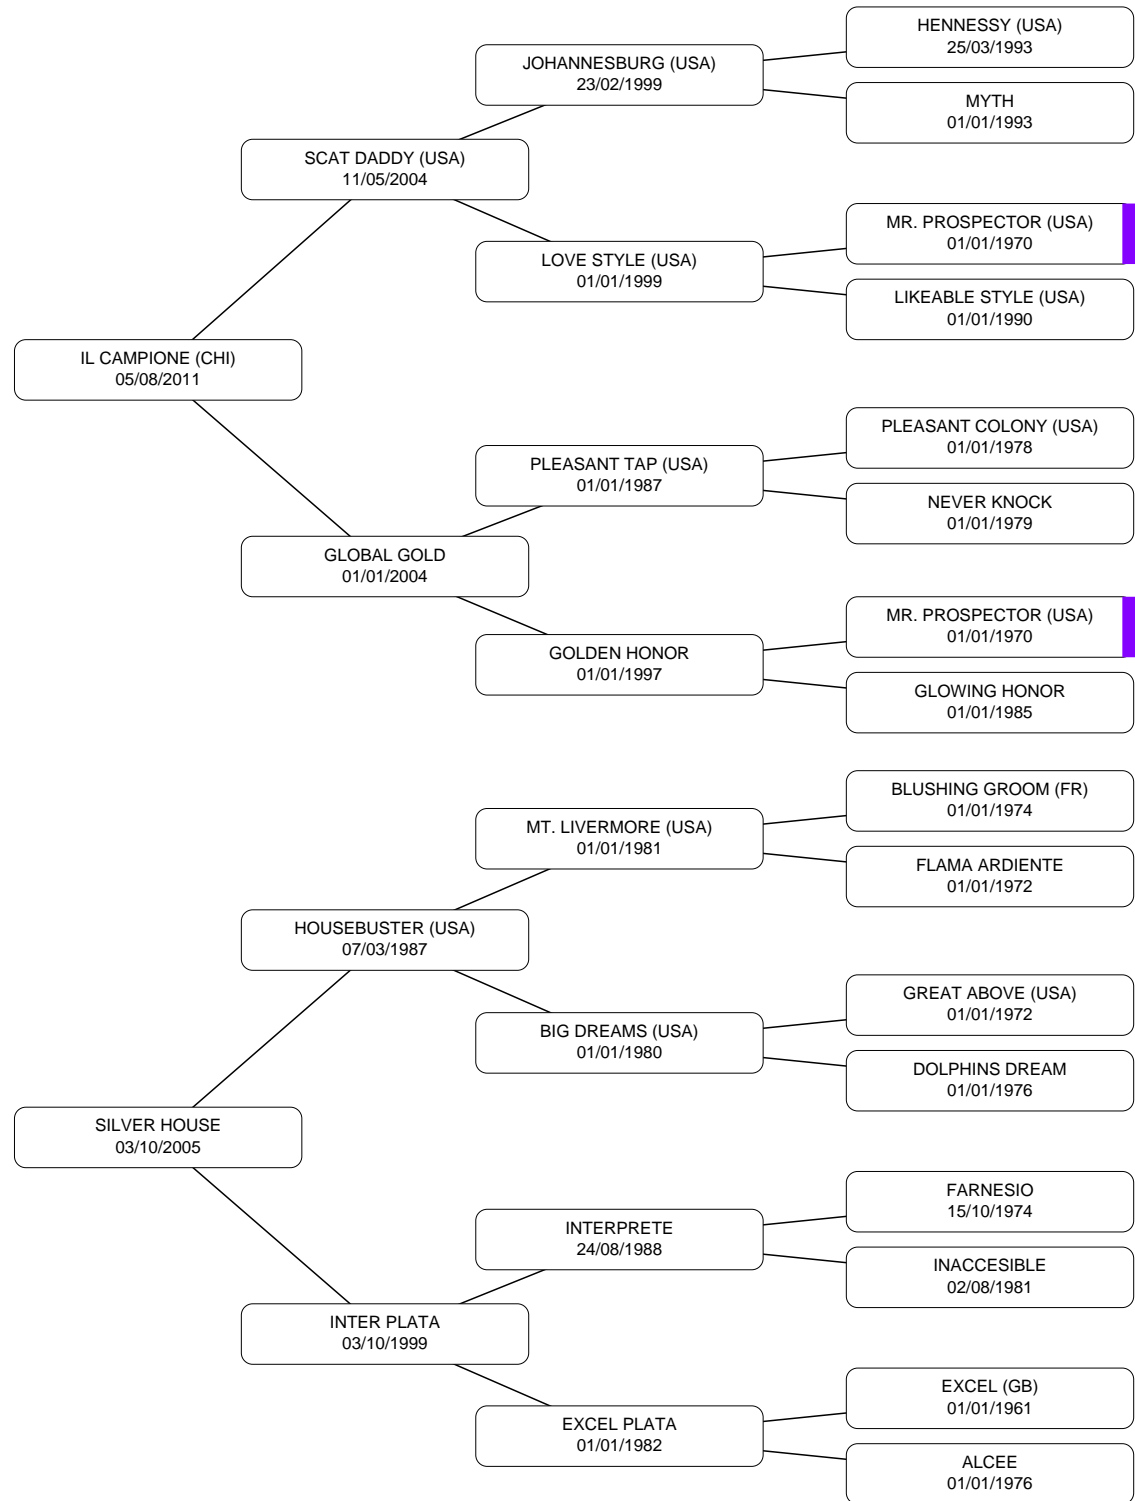 HENNESSY (USA)
25/03/1993
JOHANNESBURG (USA)
23/02/1999
MYTH
01/01/1993
SCAT DADDY (USA)
11/05/2004
MR. PROSPECTOR (USA)
01/01/1970
LOVE STYLE (USA)
01/01/1999
LIKEABLE STYLE (USA)
01/01/1990
IL CAMPIONE (CHI)
05/08/2011
PLEASANT COLONY (USA)
01/01/1978
PLEASANT TAP (USA)
01/01/1987
NEVER KNOCK
01/01/1979
GLOBAL GOLD
01/01/2004
MR. PROSPECTOR (USA)
01/01/1970
GOLDEN HONOR
01/01/1997
GLOWING HONOR
01/01/1985
BLUSHING GROOM (FR)
01/01/1974
MT. LIVERMORE (USA)
01/01/1981
FLAMA ARDIENTE
01/01/1972
HOUSEBUSTER (USA)
07/03/1987
GREAT ABOVE (USA)
01/01/1972
BIG DREAMS (USA)
01/01/1980
DOLPHINS DREAM
01/01/1976
SILVER HOUSE
03/10/2005
FARNESIO
15/10/1974
INTERPRETE
24/08/1988
INACCESIBLE
02/08/1981
INTER PLATA
03/10/1999
EXCEL (GB)
01/01/1961
EXCEL PLATA
01/01/1982
ALCEE
01/01/1976